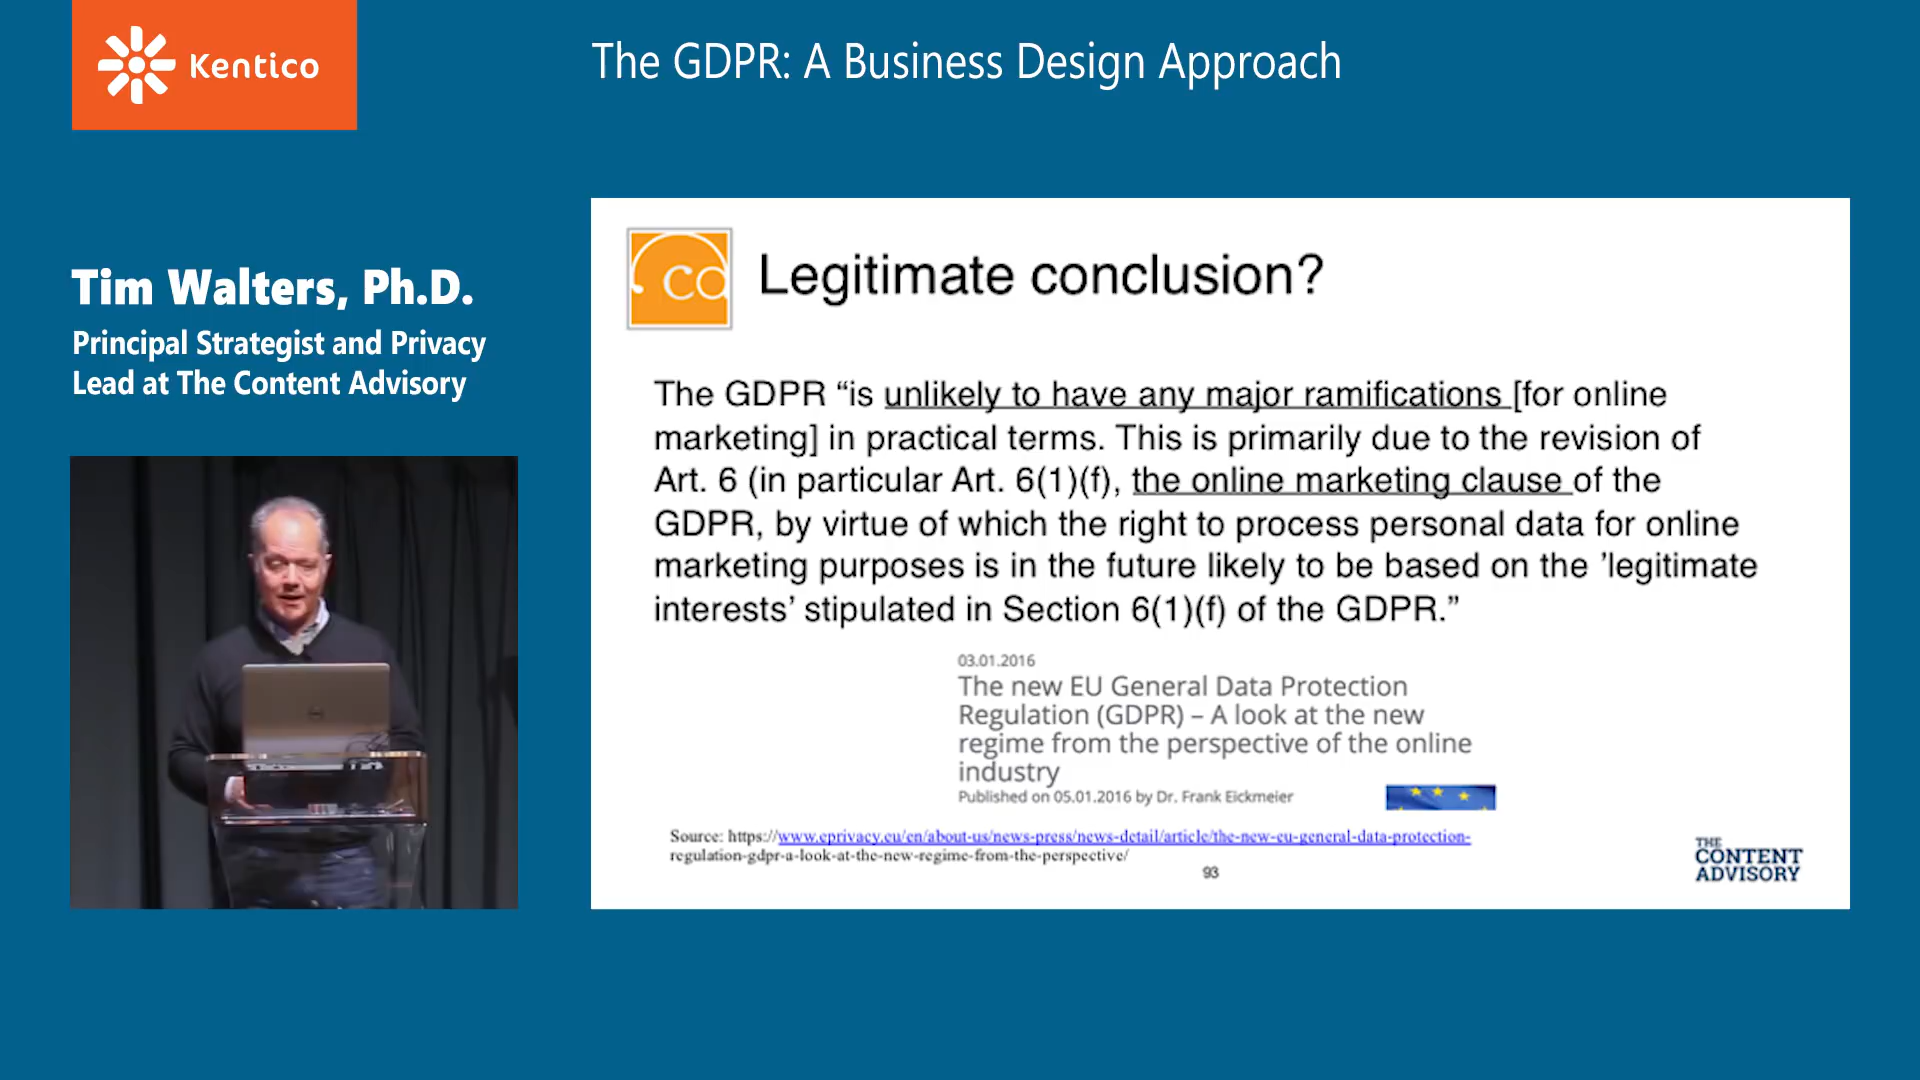 Kentico
The GDPR: A Business Design Approach
Tim Walters, Ph.D.
Principal Strategist and Privacy
Lead at The Content Advisory
ca
Legitimate conclusion?
The GDPR “is unlikely to have any major ramifications [for online
marketing] in practical terms. This is primarily due to the revision of
Art. 6 (in particular Art. 6(1)(f), the online marketing clause of the
GDPR, by virtue of which the right to process personal data for online
marketing purposes is in the future likely to be based on the ’legitimate
interests’ stipulated in Section 6(1)(f) of the GDPR.”
03.01.2016
The new EU General Data Protection
Regulation (GDPR) – A look at the new
regime from the perspective of the online
industry
Published on 05.01.2016 by Dr. Frank Eickmeier
Source: https://www.eprivacy.eu/en/about-us/news-press/news-detail/article/the-new-eu-general-data-protection-
regulation-gdpr-a-look-at-the-new-regime-from-the-perspective/
93
THE
CONTENT
ADVISORY